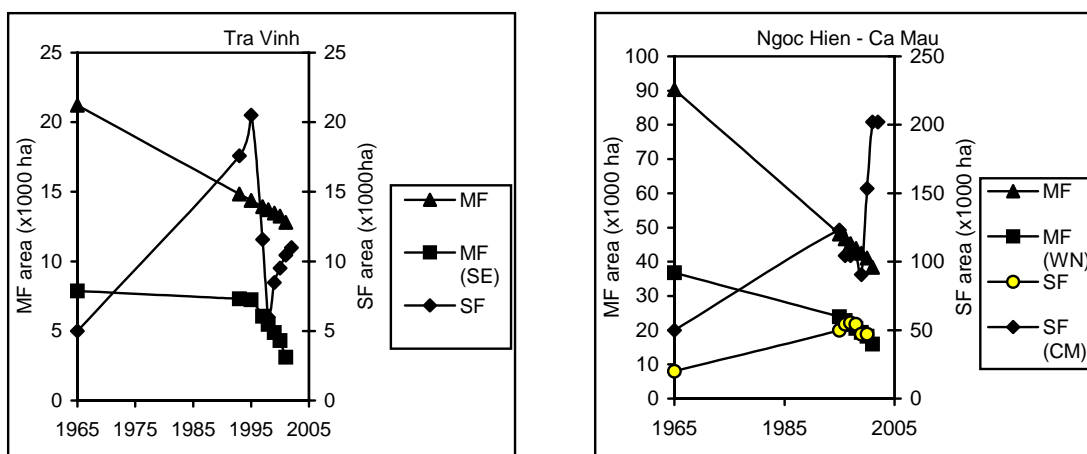 Tra Vinh
MF area (x1000 ha)
25
20
15
10
5
0
25
20
15
10
5
0
SF area (x1000ha)
1965 1975 1985 1995 2005
MF
MF
(SE)
SF
Ngoc Hien - Ca Mau
MF area (x1000 ha)
100
90
80
70
60
50
40
30
20
10
0
250
200
150
100
50
0
SF area (x1000 ha)
1965 1985 2005
MF
MF
(WN)
SF
SF
(CM)